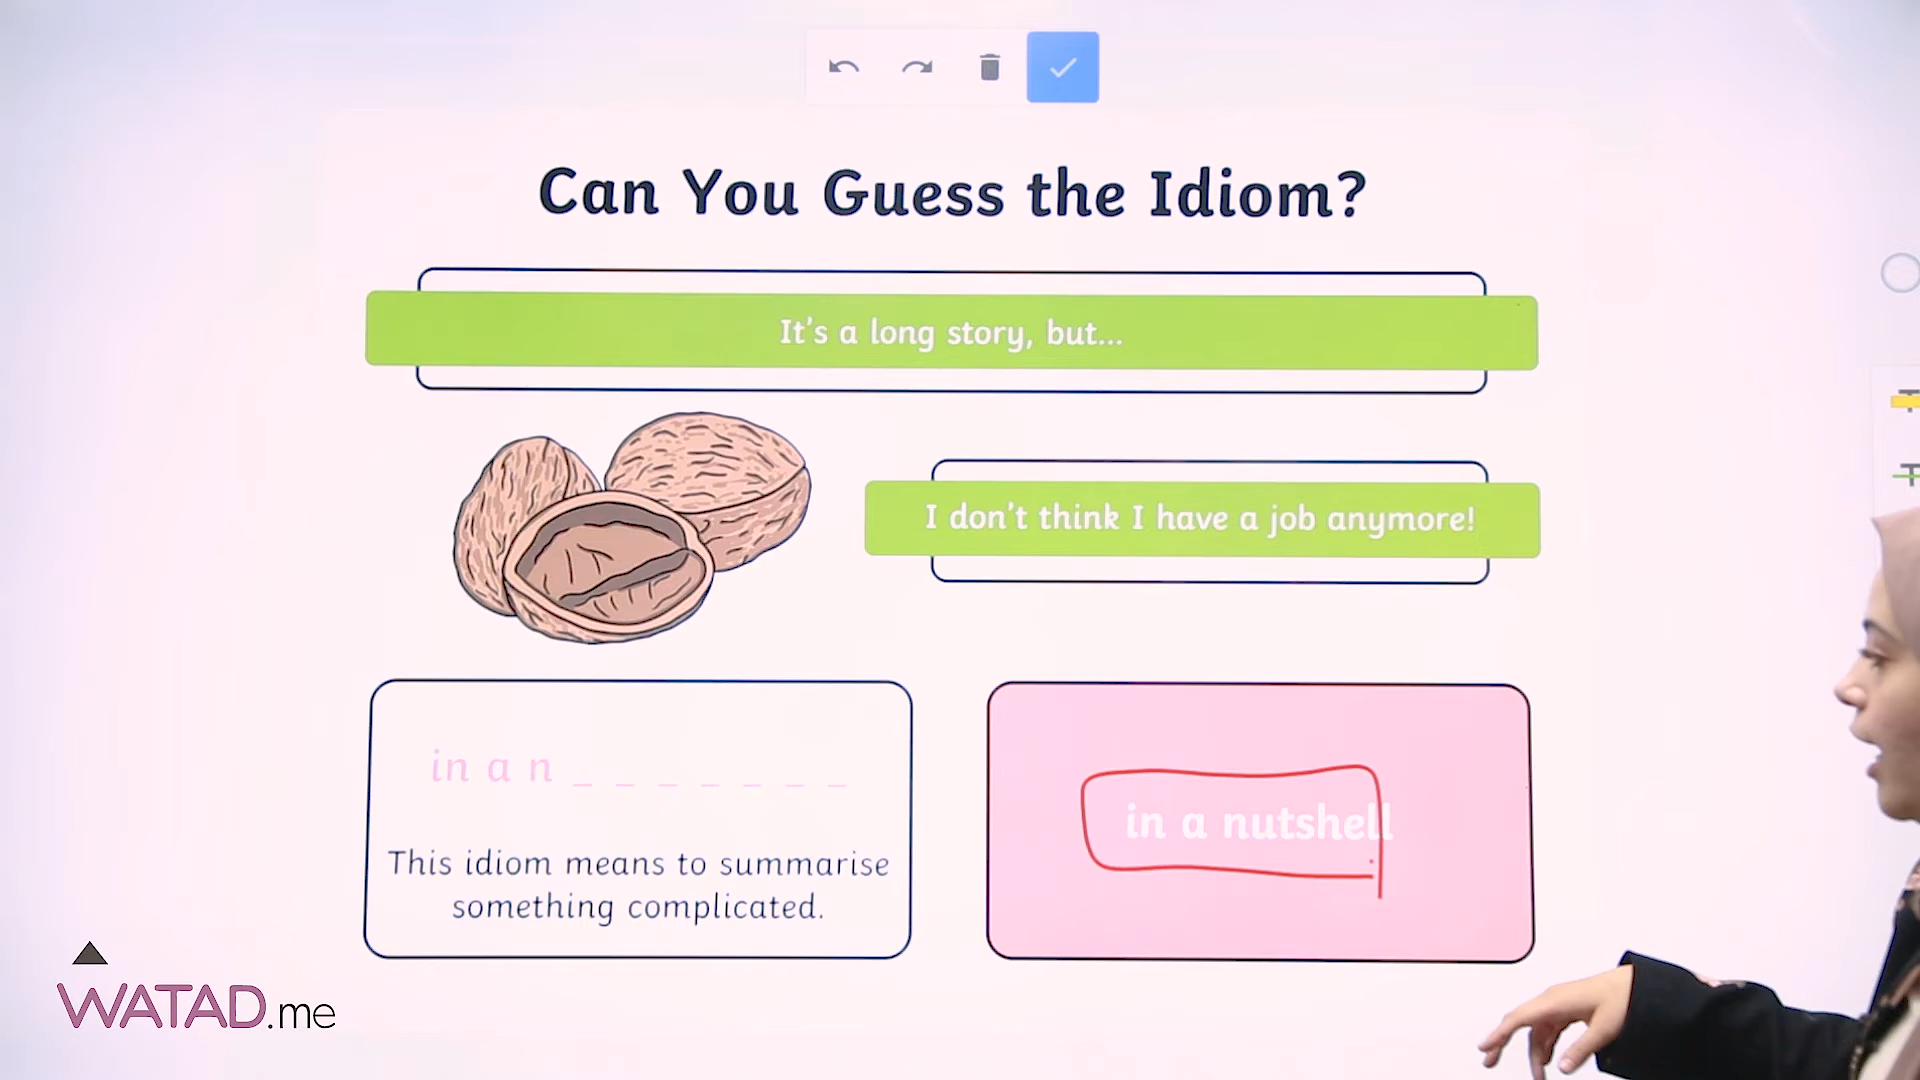 Can You Guess the Idiom?
It's a long story, but...
I don't think I have a job anymore!
in a n _ _ _ _ _ _ _
This idiom means to summarise
something complicated.
in a nutshell
WATAD.me